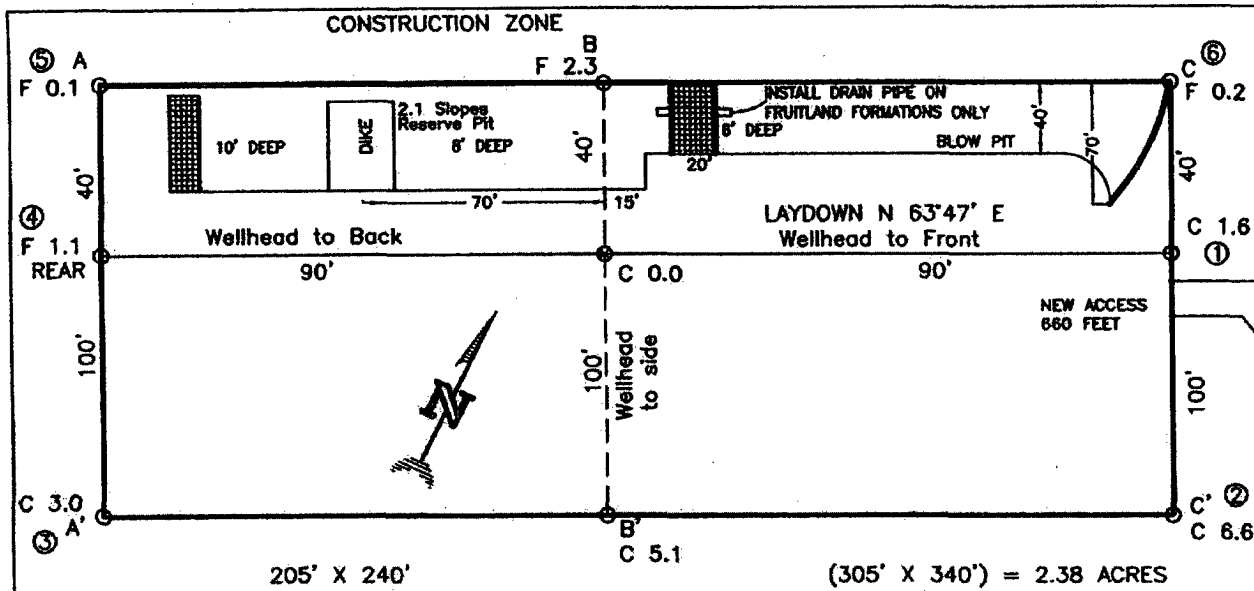 CONSTRUCTION ZONE
⑤ A
F 0.1
B
F 2.3
C ⑥
F 0.2
INSTALL DRAIN PIPE ON
FRUITLAND FORMATIONS ONLY
2.1 Slopes
Reserve Pit
10' DEEP
DIKE
8' DEEP
40'
40'
8' DEEP
20'
BLOW PIT
40'
70'
40'
70'
15'
④
F 1.1
REAR
Wellhead to Back
90'
C 0.0
LAYDOWN N 63°47' E
Wellhead to Front
90'
C 1.6
①
NEW ACCESS
660 FEET
100'
N
100'
Wellhead
to side
100'
C 3.0
③ A'
B'
C 5.1
C' ②
C 6.6
205' X 240'
(305' X 340') = 2.38 ACRES